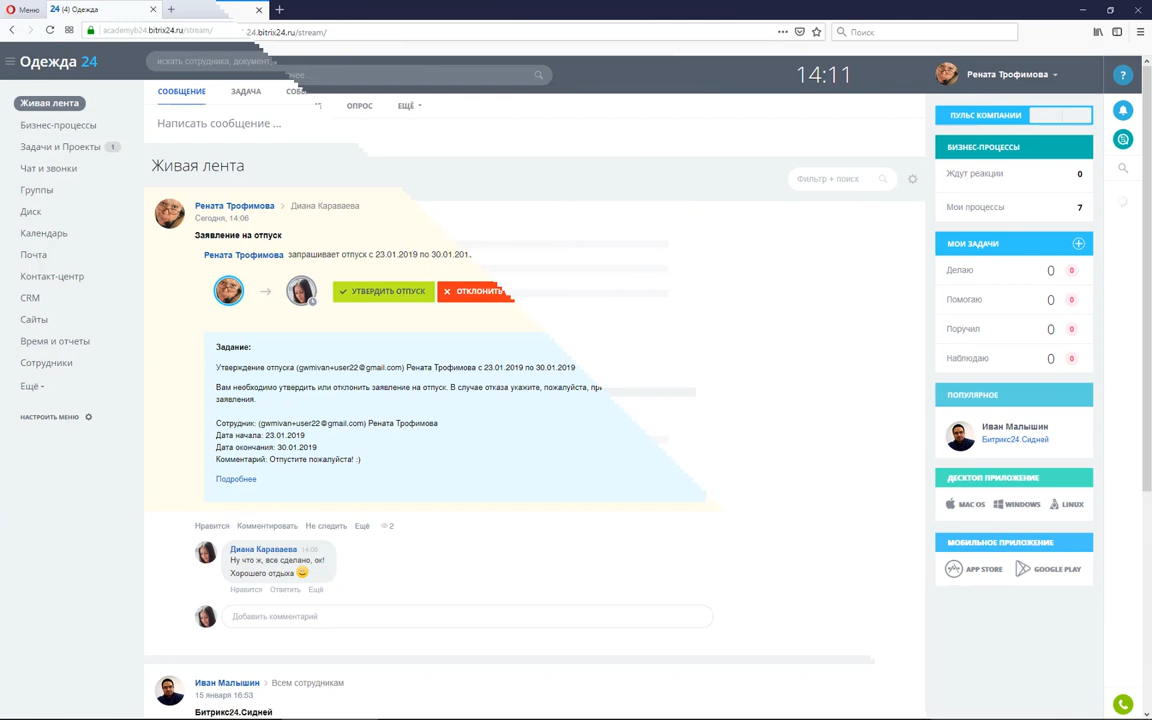 Меню
24 (4) Одежда
academyb24.bitrix24.ru/stream/
24.bitrix24.ru/stream/
Поиск
Одежда 24
искать сотрудника, документ,
14:11
Рената Трофимова
?
Живая лента
Бизнес-процессы
Задачи и Проекты 1
Чат и звонки
Группы
Диск
Календарь
Почта
Контакт-центр
CRM
Сайты
Время и отчеты
Сотрудники
Ещё
НАСТРОИТЬ МЕНЮ
СООБЩЕНИЕ
ЗАДАЧА
ОПРОС
ЕЩЁ
Написать сообщение ...
Живая лента
Фильтр + поиск
Рената Трофимова > Диана Караваева
Сегодня, 14:06
Заявление на отпуск
Рената Трофимова запрашивает отпуск с 23.01.2019 по 30.01.201
УТВЕРДИТЬ ОТПУСК
ОТКЛОНИТЬ
Задание:
Утверждение отпуска (gwmivan+user22@gmail.com) Рената Трофимова с 23.01.2019 по 30.01.2019
Вам необходимо утвердить или отклонить заявление на отпуск. В случае отказа укажите, пожалуйста,
заявления.
Сотрудник: (gwmivan+user22@gmail.com) Рената Трофимова
Дата начала: 23.01.2019
Дата окончания: 30.01.2019
Комментарий: Отпустите пожалуйста! :)
Подробнее
Нравится Комментировать Не следить Ещё 2
Диана Караваева 14:06
Ну что ж, все сделано, ок!
Хорошего отдыха
Нравится Ответить Ещё
Добавить комментарий
Иван Малышин > Всем сотрудникам
15 января 16:53
Битрикс24.Сидней
ПУЛЬС КОМПАНИИ
БИЗНЕС-ПРОЦЕССЫ
Ждут реакции 0
Мои процессы 7
МОИ ЗАДАЧИ
Делаю 0 0
Помогаю 0 0
Поручил 0 0
Наблюдаю 0 0
ПОПУЛЯРНОЕ
Иван Малышин
Битрикс24.Сидней
ДЕСКТОП ПРИЛОЖЕНИЕ
MAC OS WINDOWS LINUX
МОБИЛЬНОЕ ПРИЛОЖЕНИЕ
APP STORE GOOGLE PLAY